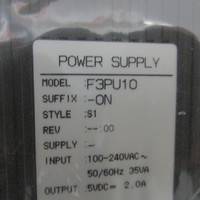 POWER SUPPLY
MODEL :F3PU10
SUFFIX :-0N
STYLE :S1
REV :--:00
SUPPLY :-
INPUT :100-240VAC~
50/60Hz 35VA
OUTPUT :5VDC⎓ 2.0A